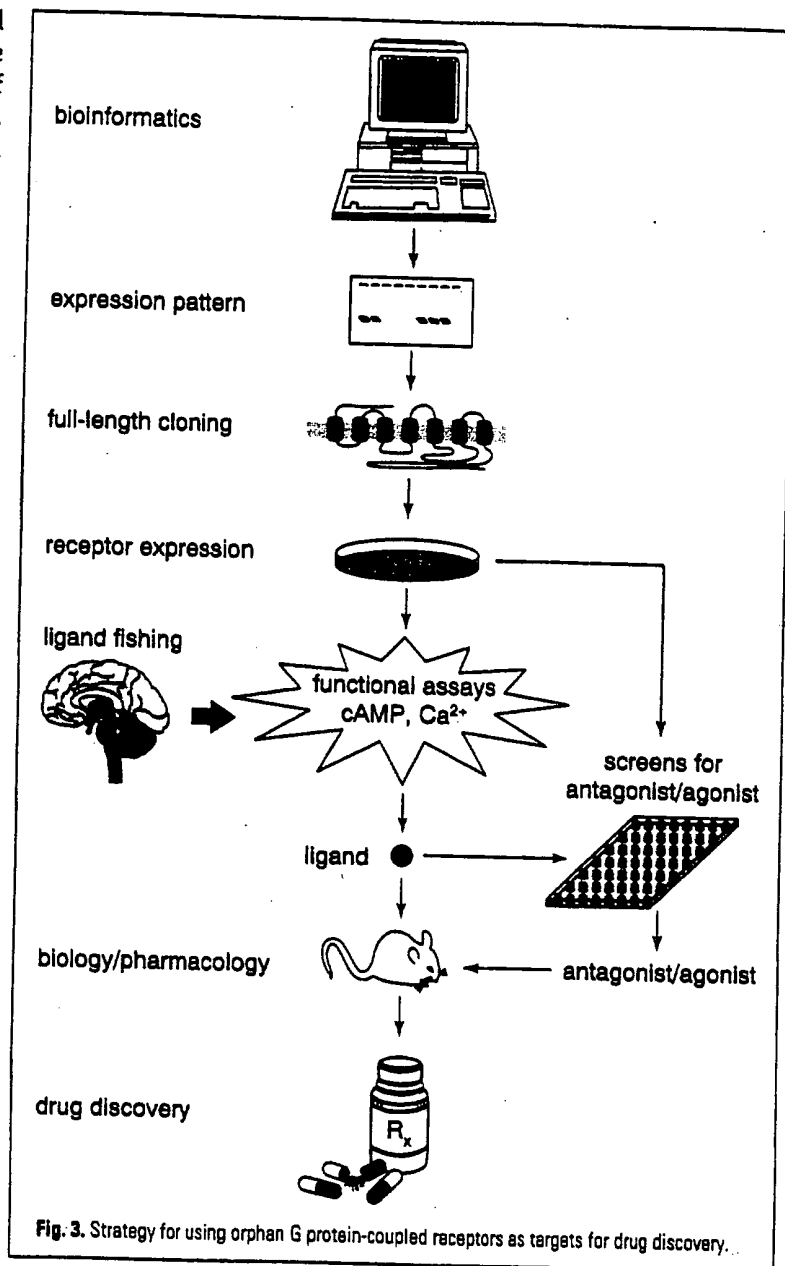 bioinformatics
expression pattern
full-length cloning
receptor expression
ligand fishing
functional assays
cAMP, Ca²⁺
screens for
antagonist/agonist
ligand
biology/pharmacology
antagonist/agonist
drug discovery
Rx
Fig. 3. Strategy for using orphan G protein-coupled receptors as targets for drug discovery.